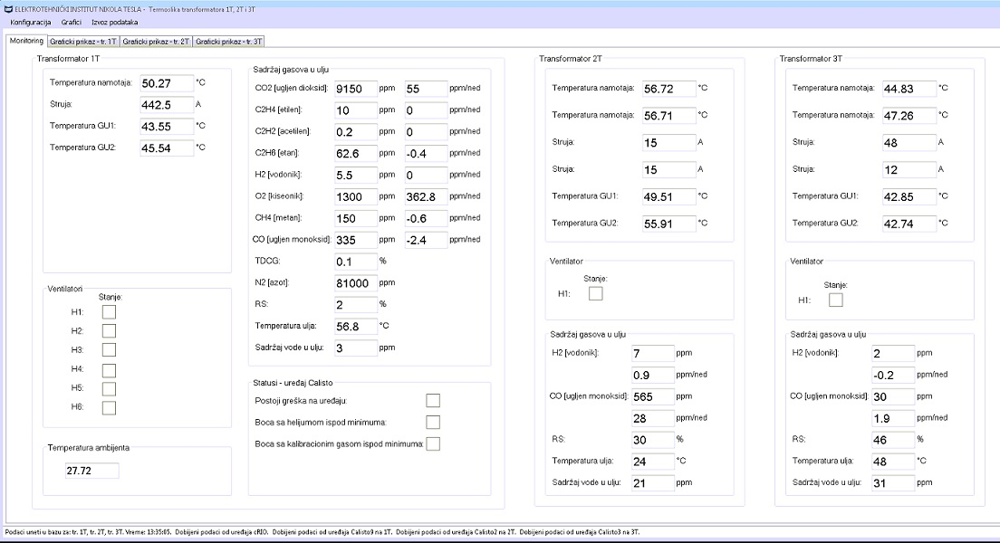 ELEKTROTEHNIČKI INSTITUT NIKOLA TESLA - Termoslika transformatora 1T, 2T i 3T
Konfiguracija Grafici Izvoz podataka
Monitoring Graficki prikaz - tr. 1T Graficki prikaz - tr. 2T Graficki prikaz - tr. 3T
Transformator 1T
Temperatura namotaja: 50.27 °C
Struja: 442.5 A
Temperatura GU1: 43.55 °C
Temperatura GU2: 45.54 °C
Ventilatori
Stanje:
H1:
H2:
H3:
H4:
H5:
H6:
Temperatura ambijenta
27.72
Sadržaj gasova u ulju
CO2 [ugljen dioksid]: 9150 ppm 55 ppm/ned
C2H4 [etilen]: 10 ppm 0 ppm/ned
C2H2 [acetilen]: 0.2 ppm 0 ppm/ned
C2H6 [etan]: 62.6 ppm -0.4 ppm/ned
H2 [vodonik]: 5.5 ppm 0 ppm/ned
O2 [kiseonik]: 1300 ppm 362.8 ppm/ned
CH4 [metan]: 150 ppm -0.6 ppm/ned
CO [ugljen monoksid]: 335 ppm -2.4 ppm/ned
TDCG: 0.1 %
N2 [azot]: 81000 ppm
RS: 2 %
Temperatura ulja: 56.8 °C
Sadržaj vode u ulju: 3 ppm
Statusi - uređaj Calisto
Postoji greška na uređaju:
Boca sa helijumom ispod minimuma:
Boca sa kalibracionim gasom ispod minimuma:
Transformator 2T
Temperatura namotaja: 56.72 °C
Temperatura namotaja: 56.71 °C
Struja: 15 A
Struja: 15 A
Temperatura GU1: 49.51 °C
Temperatura GU2: 55.91 °C
Ventilator
Stanje:
H1:
Sadržaj gasova u ulju
H2 [vodonik]: 7 ppm
0.9 ppm/ned
CO [ugljen monoksid]: 565 ppm
28 ppm/ned
RS: 30 %
Temperatura ulja: 24 °C
Sadržaj vode u ulju: 21 ppm
Transformator 3T
Temperatura namotaja: 44.83 °C
Temperatura namotaja: 47.26 °C
Struja: 48 A
Struja: 12 A
Temperatura GU1: 42.85 °C
Temperatura GU2: 42.74 °C
Ventilator
Stanje:
H1:
Sadržaj gasova u ulju
H2 [vodonik]: 2 ppm
-0.2 ppm/ned
CO [ugljen monoksid]: 30 ppm
1.9 ppm/ned
RS: 46 %
Temperatura ulja: 48 °C
Sadržaj vode u ulju: 31 ppm
Podaci uneti u bazu za: tr. 1T, tr. 2T, tr. 3T. Vreme: 13:35:05. Dobijeni podaci od uređaja cRIO. Dobijeni podaci od uređaja Calisto9 na 1T. Dobijeni podaci od uređaja Calisto2 na 2T. Dobijeni podaci od uređaja Calisto3 na 3T.